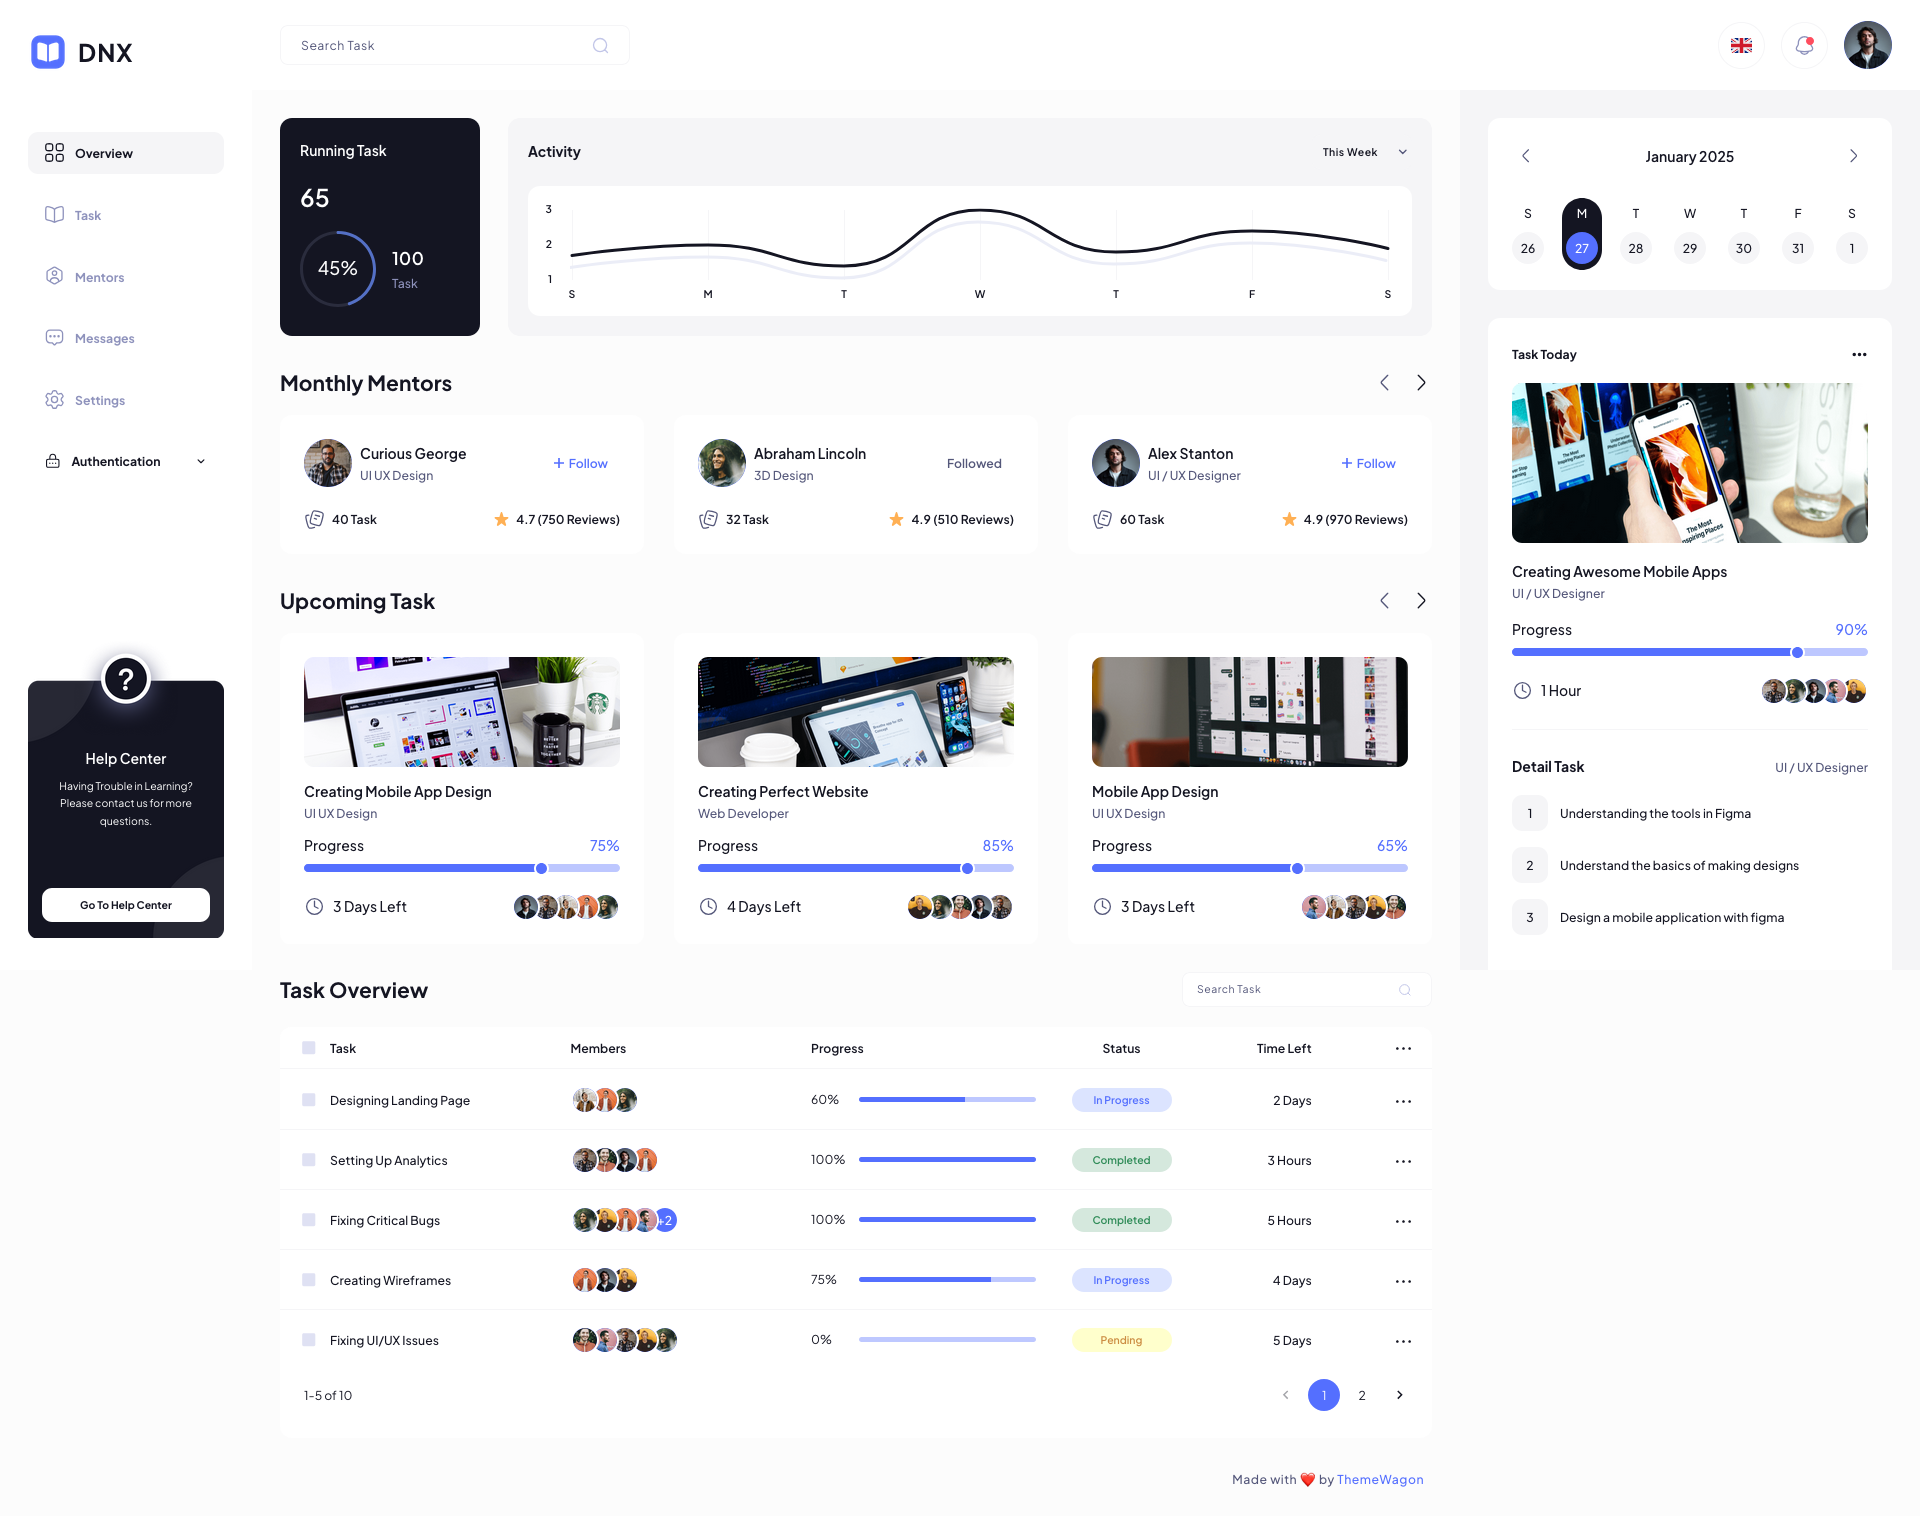 DNX
Search Task
Overview
Task
Mentors
Messages
Settings
Authentication
?
Help Center
Having Trouble in Learning?
Please contact us for more
questions.
Go To Help Center
Running Task
65
45%
100
Task
Activity
This Week
3
2
1
S M T W T F S
Monthly Mentors
Curious George
UI UX Design
+ Follow
40 Task
4.7 (750 Reviews)
Abraham Lincoln
3D Design
Followed
32 Task
4.9 (510 Reviews)
Alex Stanton
UI / UX Designer
+ Follow
60 Task
4.9 (970 Reviews)
Upcoming Task
Creating Mobile App Design
UI UX Design
Progress 75%
3 Days Left
Creating Perfect Website
Web Developer
Progress 85%
4 Days Left
Mobile App Design
UI UX Design
Progress 65%
3 Days Left
January 2025
S M T W T F S
26 27 28 29 30 31 1
Task Today
The Most
Inspiring Places
Creating Awesome Mobile Apps
UI / UX Designer
Progress 90%
1 Hour
Detail Task
UI / UX Designer
1 Understanding the tools in Figma
2 Understand the basics of making designs
3 Design a mobile application with figma
Task Overview
Search Task
Task Members Progress Status Time Left
Designing Landing Page 60% In Progress 2 Days
Setting Up Analytics 100% Completed 3 Hours
Fixing Critical Bugs +2 100% Completed 5 Hours
Creating Wireframes 75% In Progress 4 Days
Fixing UI/UX Issues 0% Pending 5 Days
1-5 of 10
1 2
Made with ❤️ by ThemeWagon